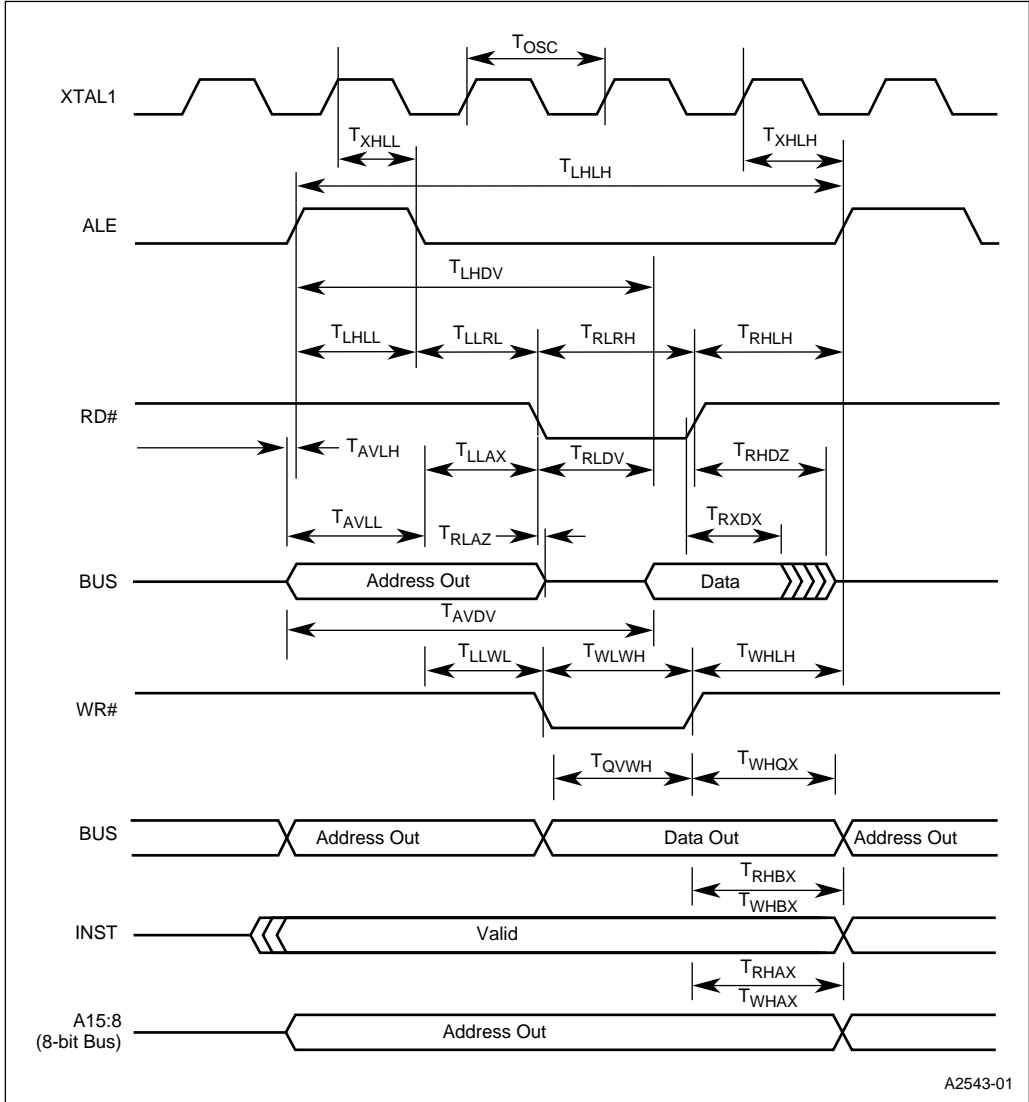 TOSC
XTAL1
TXHLL
TXHLH
TLHLH
ALE
TLHDV
TLHLL
TLLRL
TRLRH
TRHLH
RD#
TAVLH
TLLAX
TRLDV
TRHDZ
TRXDX
TAVLL
TRLAZ
BUS
Address Out
Data
TAVDV
TLLWL
TWLWH
TWHLH
WR#
TQVWH
TWHQX
BUS
Address Out
Data Out
Address Out
TRHBX
TWHBX
INST
Valid
TRHAX
TWHAX
A15:8
(8-bit Bus)
Address Out
A2543-01